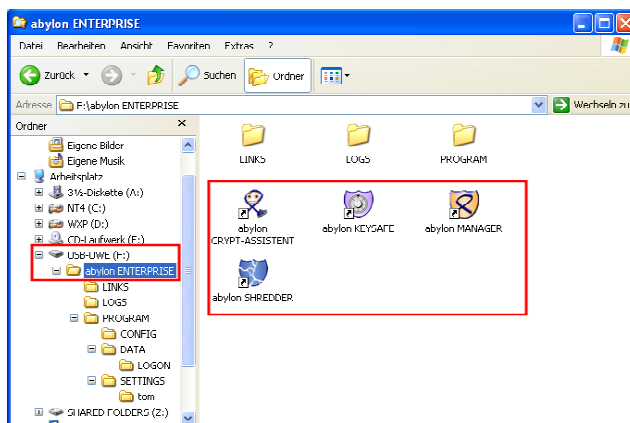 abylon ENTERPRISE
Datei Bearbeiten Ansicht Favoriten Extras ?
Zurück Suchen Ordner
Adresse F:\abylon ENTERPRISE Wechseln zu
Ordner
Eigene Bilder
Eigene Musik
Arbeitsplatz
3½-Diskette (A:)
NT4 (C:)
WXP (D:)
CD-Laufwerk (E:)
USB-UWE (F:)
abylon ENTERPRISE
LINKS
LOGS
PROGRAM
CONFIG
DATA
LOGON
SETTINGS
tom
SHARED FOLDERS (Z:)
LINKS LOGS PROGRAM
abylon CRYPT-ASSISTENT
abylon KEYSAFE
abylon MANAGER
abylon SHREDDER